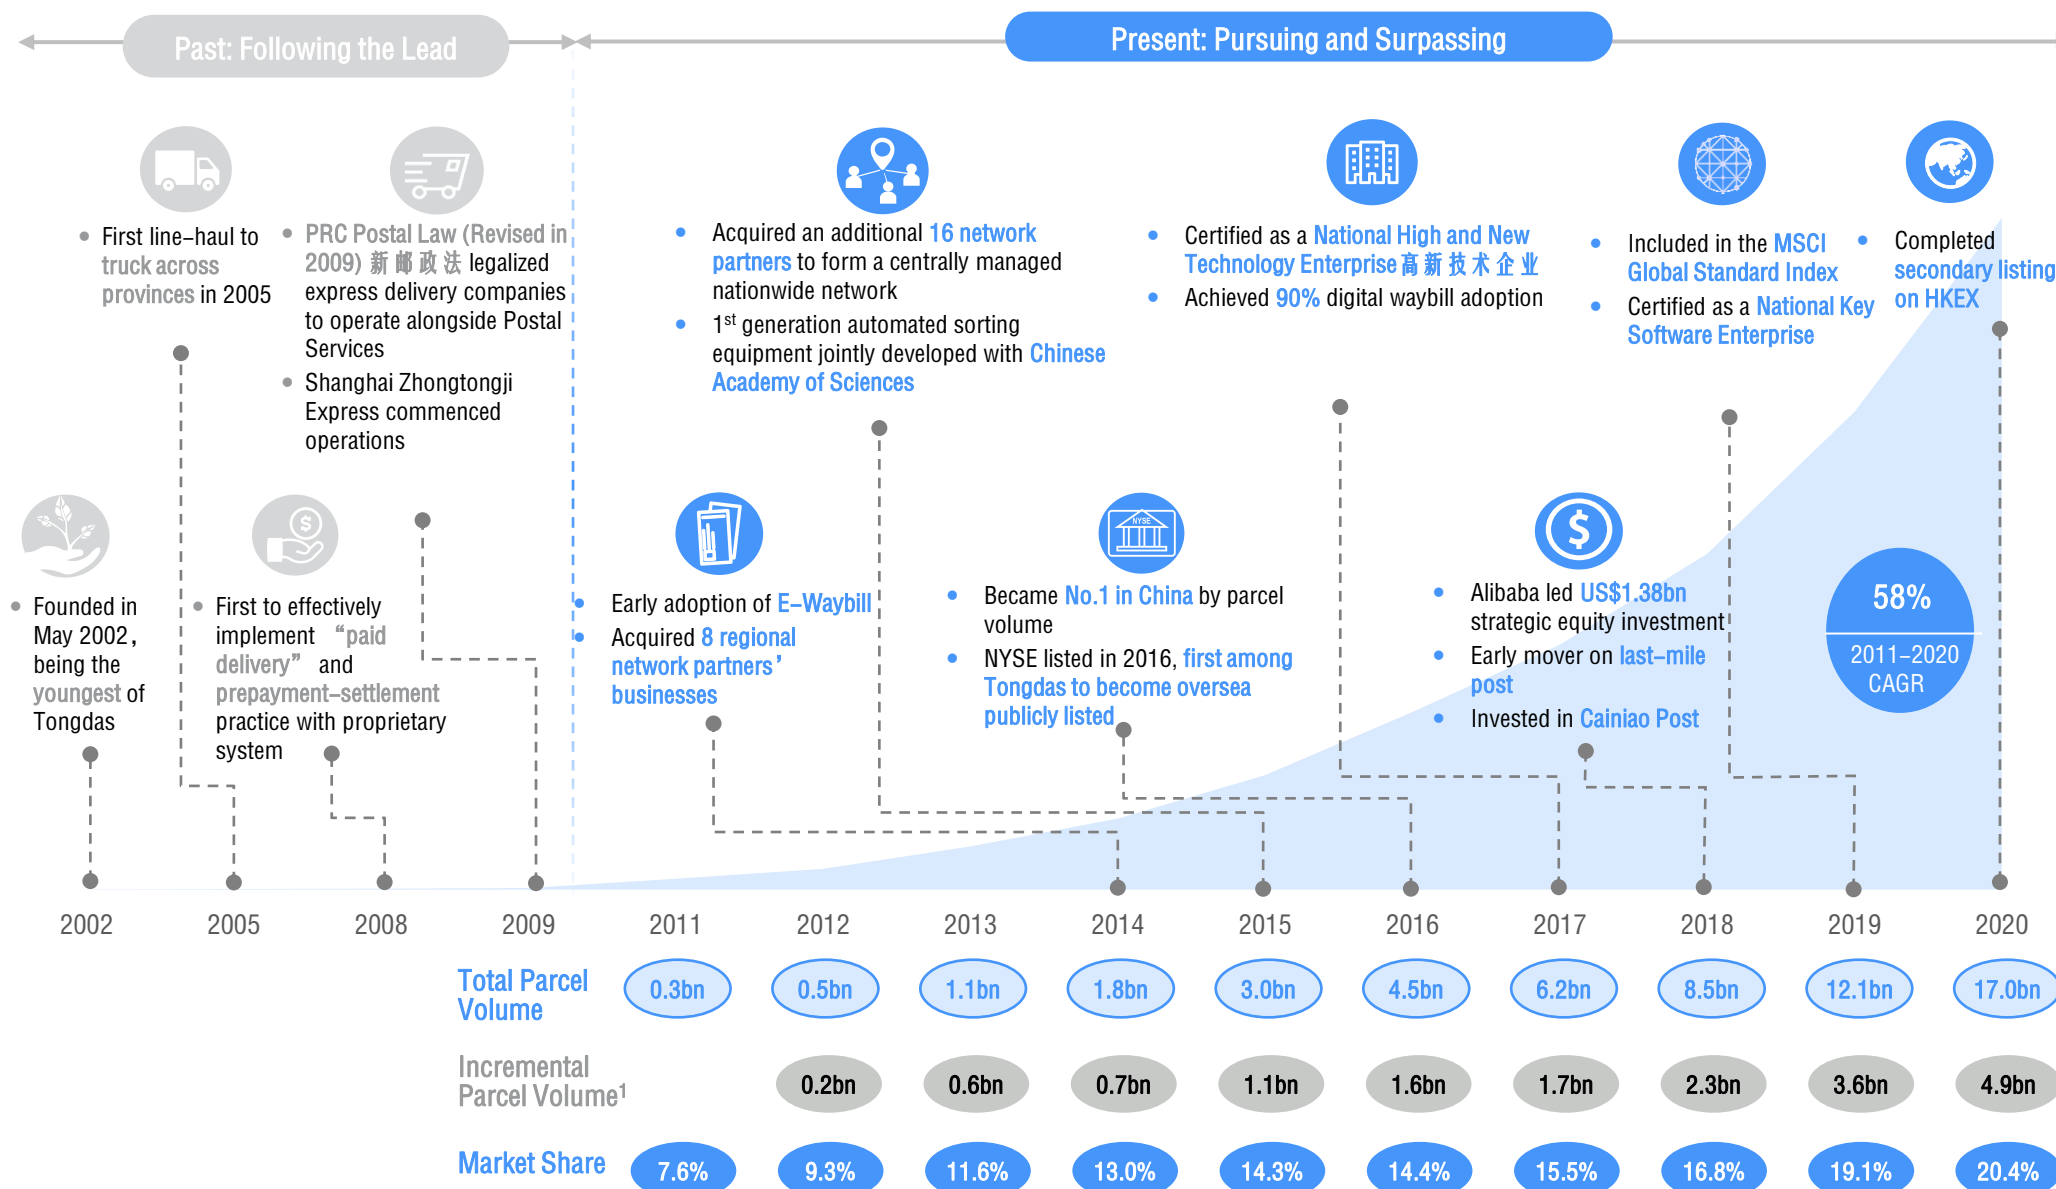 Past: Following the Lead
Present: Pursuing and Surpassing
First line-haul to
truck across
provinces in 2005
PRC Postal Law (Revised in
2009) 新邮政法 legalized
express delivery companies
to operate alongside Postal
Services
Shanghai Zhongtongji
Express commenced
operations
Acquired an additional 16 network
partners to form a centrally managed
nationwide network
1st generation automated sorting
equipment jointly developed with Chinese
Academy of Sciences
Certified as a National High and New
Technology Enterprise 高新技术企业
Achieved 90% digital waybill adoption
Included in the MSCI
Global Standard Index
Certified as a National Key
Software Enterprise
Completed
secondary listing
on HKEX
Founded in
May 2002,
being the
youngest of
Tongdas
First to effectively
implement “paid
delivery” and
prepayment-settlement
practice with proprietary
system
Early adoption of E-Waybill
Acquired 8 regional
network partners’
businesses
NYSE
Became No.1 in China by parcel
volume
NYSE listed in 2016, first among
Tongdas to become oversea
publicly listed
$
$
Alibaba led US$1.38bn
strategic equity investment
Early mover on last-mile
post
Invested in Cainiao Post
58%
2011-2020
CAGR
2002 2005 2008 2009 2011 2012 2013 2014 2015 2016 2017 2018 2019 2020
Total Parcel
Volume
0.3bn 0.5bn 1.1bn 1.8bn 3.0bn 4.5bn 6.2bn 8.5bn 12.1bn 17.0bn
Incremental
Parcel Volume1
0.2bn 0.6bn 0.7bn 1.1bn 1.6bn 1.7bn 2.3bn 3.6bn 4.9bn
Market Share
7.6% 9.3% 11.6% 13.0% 14.3% 14.4% 15.5% 16.8% 19.1% 20.4%